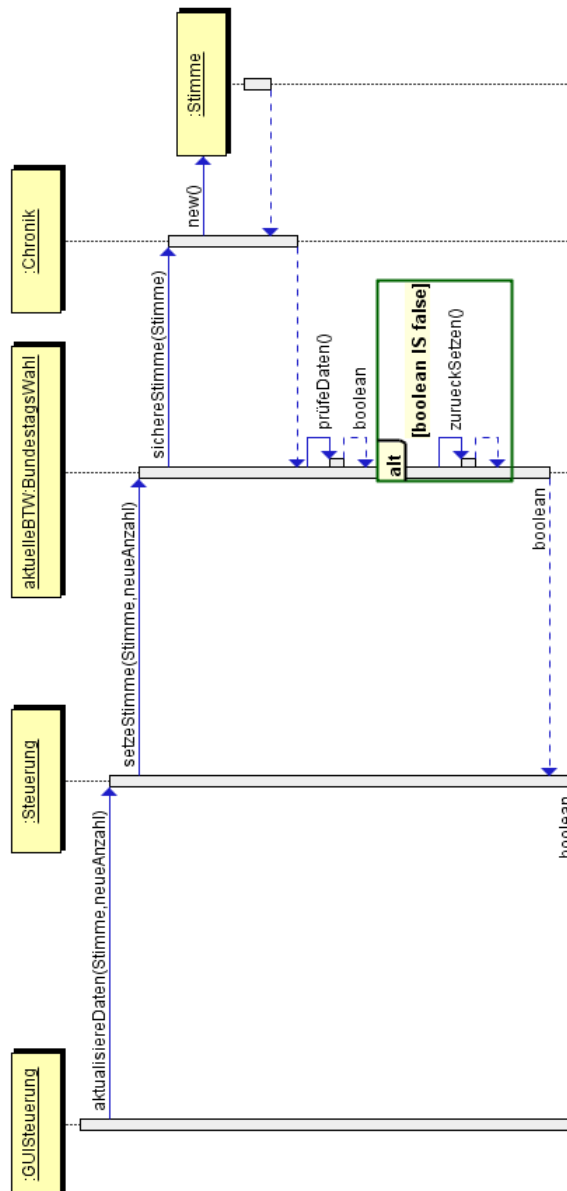 :GUISteuerung
:Steuerung
aktuelleBTW:BundestagsWahl
:Chronik
:Stimme
aktualisiereDaten(Stimme,neueAnzahl)
setzeStimme(Stimme,neueAnzahl)
sichereStimme(Stimme)
new()
prüfeDaten()
boolean
alt
[boolean IS false]
zurueckSetzen()
boolean
boolean